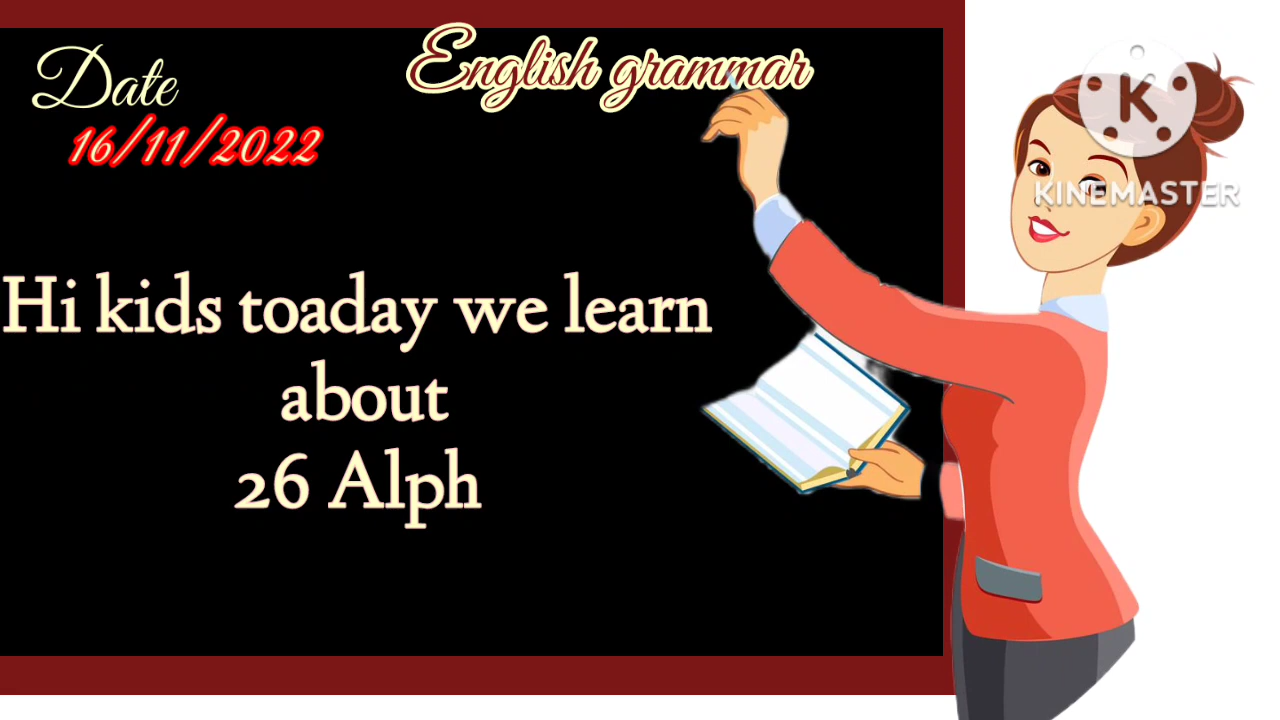 English grammar
Date
16/11/2022
K
KINEMASTER
Hi kids toaday we learn
about
26 Alph